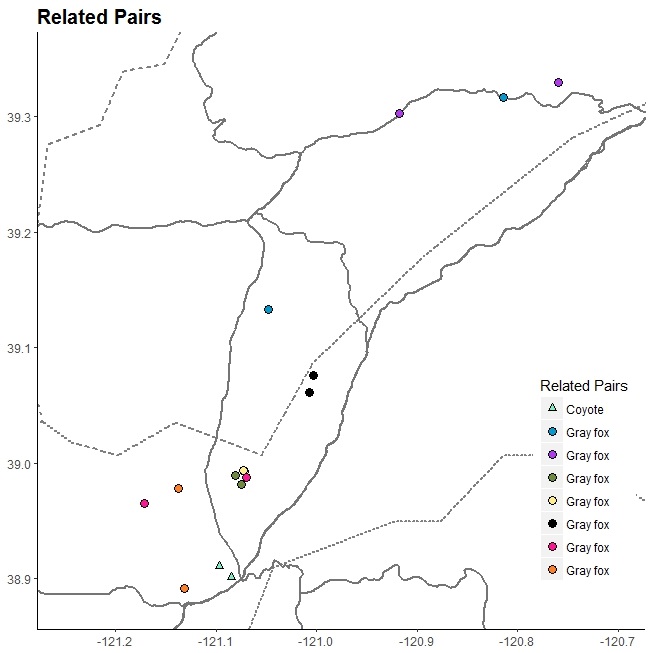 Related Pairs
39.3
39.2
39.1
39.0
38.9
-121.2
-121.1
-121.0
-120.9
-120.8
-120.7
Related Pairs
Coyote
Gray fox
Gray fox
Gray fox
Gray fox
Gray fox
Gray fox
Gray fox